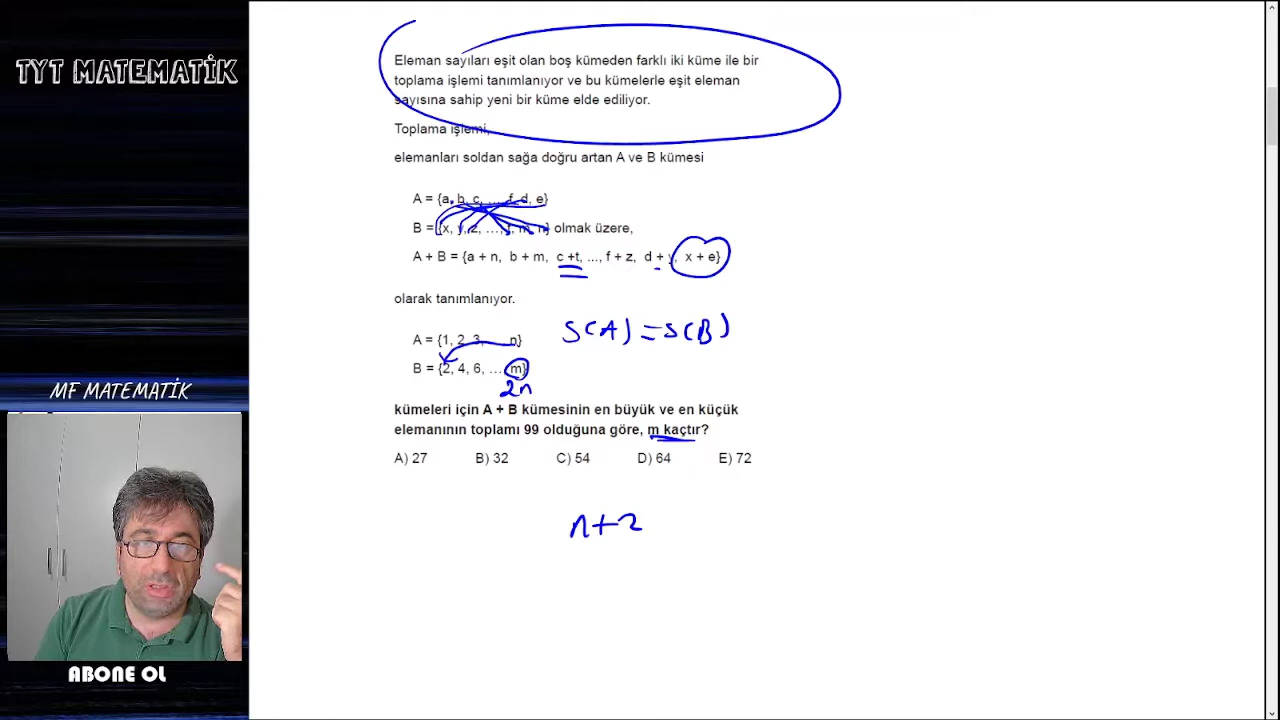 TYT MATEMATİK
Eleman sayıları eşit olan boş kümeden farklı iki küme ile bir
toplama işlemi tanımlanıyor ve bu kümelerle eşit eleman
sayısına sahip yeni bir küme elde ediliyor.
Toplama işlemi,
elemanları soldan sağa doğru artan A ve B kümesi
A = {a, b, c, ... f, d, e}
B = {x, y, z, ..., t, m, n} olmak üzere,
A + B = {a + n, b + m, c +t, ..., f + z, d + y, x + e}
olarak tanımlanıyor.
A = {1, 2, 3, ... n}
S(A) = S(B)
B = {2, 4, 6, ... m}
2n
kümeleri için A + B kümesinin en büyük ve en küçük
elemanının toplamı 99 olduğuna göre, m kaçtır?
A) 27 B) 32 C) 54 D) 64 E) 72
n+2
MF MATEMATİK
ABONE OL